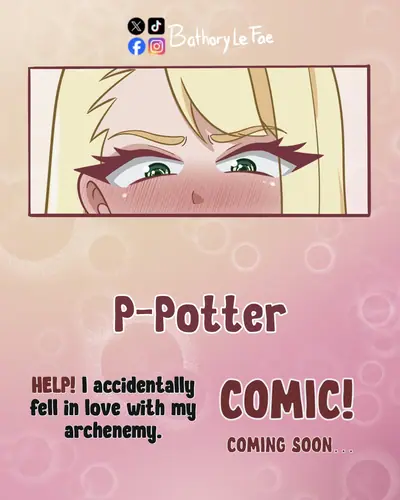 Bathory Le Fae
P-Potter
HELP! I accidentally
fell in love with my
archenemy.
COMIC!
COMING SOON...